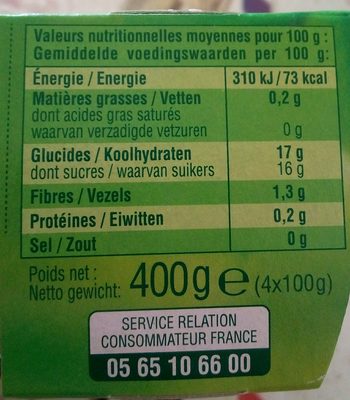 Valeurs nutritionnelles moyennes pour 100 g :
Gemiddelde voedingswaarden per 100 g:
Énergie / Energie 310 kJ / 73 kcal
Matières grasses / Vetten 0,2 g
dont acides gras saturés
waarvan verzadigde vetzuren 0 g
Glucides / Koolhydraten 17 g
dont sucres / waarvan suikers 16 g
Fibres / Vezels 1,3 g
Protéines / Eiwitten 0,2 g
Sel / Zout 0 g
Poids net :
Netto gewicht: 400g e (4x100g)
SERVICE RELATION
CONSOMMATEUR FRANCE
05 65 10 66 00